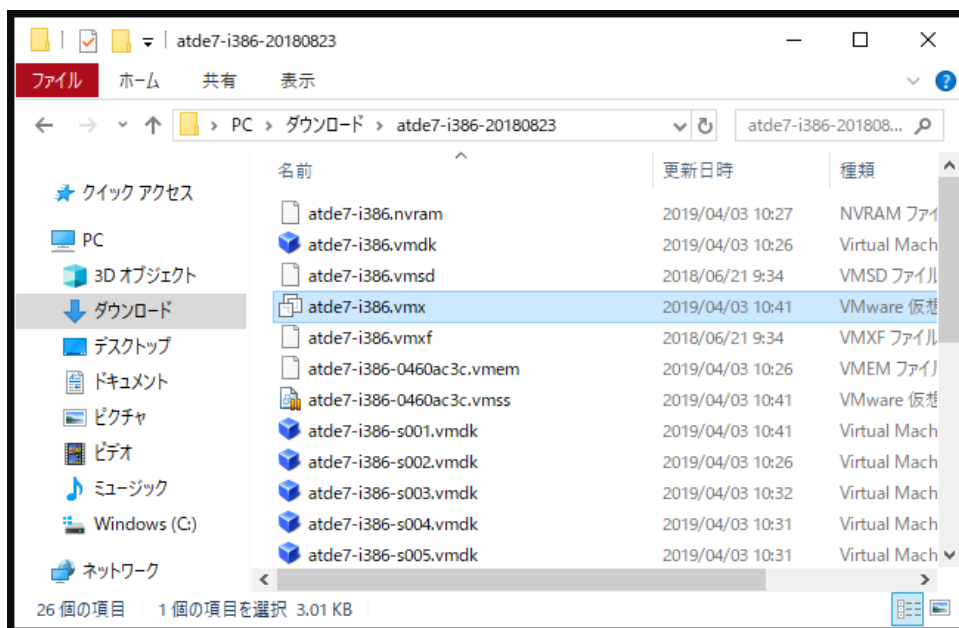 atde7-i386-20180823
ファイル ホーム 共有 表示
PC ダウンロード atde7-i386-20180823 atde7-i386-201808...
名前 更新日時 種類
クイック アクセス
PC
3D オブジェクト
ダウンロード
デスクトップ
ドキュメント
ピクチャ
ビデオ
ミュージック
Windows (C:)
ネットワーク
atde7-i386.nvram 2019/04/03 10:27 NVRAM ファイ
atde7-i386.vmdk 2019/04/03 10:26 Virtual Mach
atde7-i386.vmsd 2018/06/21 9:34 VMSD ファイル
atde7-i386.vmx 2019/04/03 10:41 VMware 仮想
atde7-i386.vmxf 2018/06/21 9:34 VMXF ファイル
atde7-i386-0460ac3c.vmem 2019/04/03 10:26 VMEM ファイル
atde7-i386-0460ac3c.vmss 2019/04/03 10:41 VMware 仮想
atde7-i386-s001.vmdk 2019/04/03 10:41 Virtual Mach
atde7-i386-s002.vmdk 2019/04/03 10:26 Virtual Mach
atde7-i386-s003.vmdk 2019/04/03 10:32 Virtual Mach
atde7-i386-s004.vmdk 2019/04/03 10:31 Virtual Mach
atde7-i386-s005.vmdk 2019/04/03 10:31 Virtual Mach
26 個の項目 1 個の項目を選択 3.01 KB